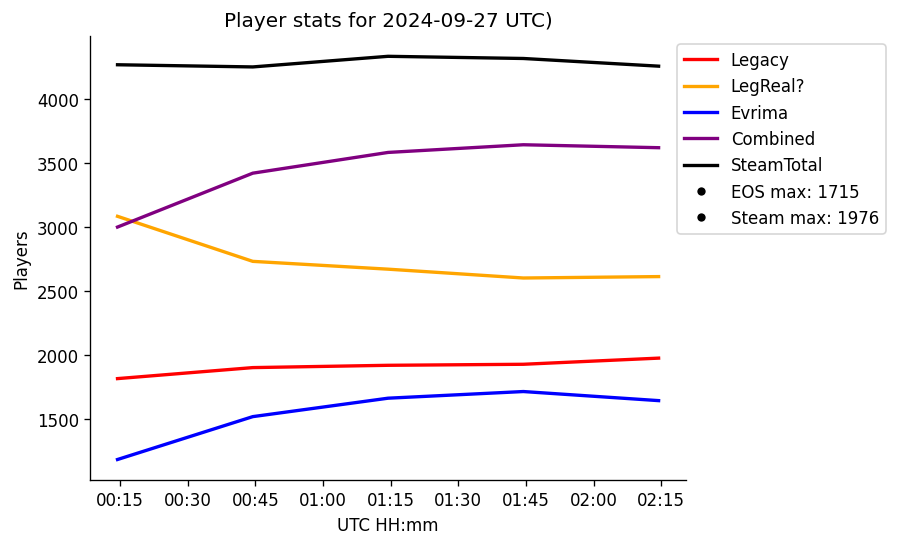 Player stats for 2024-09-27 UTC)
Legacy
LegReal?
Evrima
Combined
SteamTotal
EOS max: 1715
Steam max: 1976
Players
4000
3500
3000
2500
2000
1500
00:15 00:30 00:45 01:00 01:15 01:30 01:45 02:00 02:15
UTC HH:mm